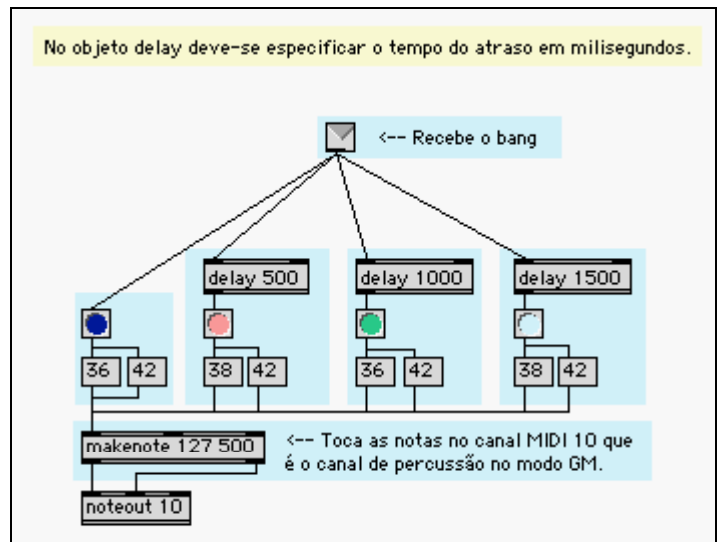 No objeto delay deve-se especificar o tempo do atraso em milisegundos.
<-- Recebe o bang
delay 500
delay 1000
delay 1500
36 42 38 42 36 42 38 42
makenote 127 500
<-- Toca as notas no canal MIDI 10 que
é o canal de percussão no modo GM.
noteout 10